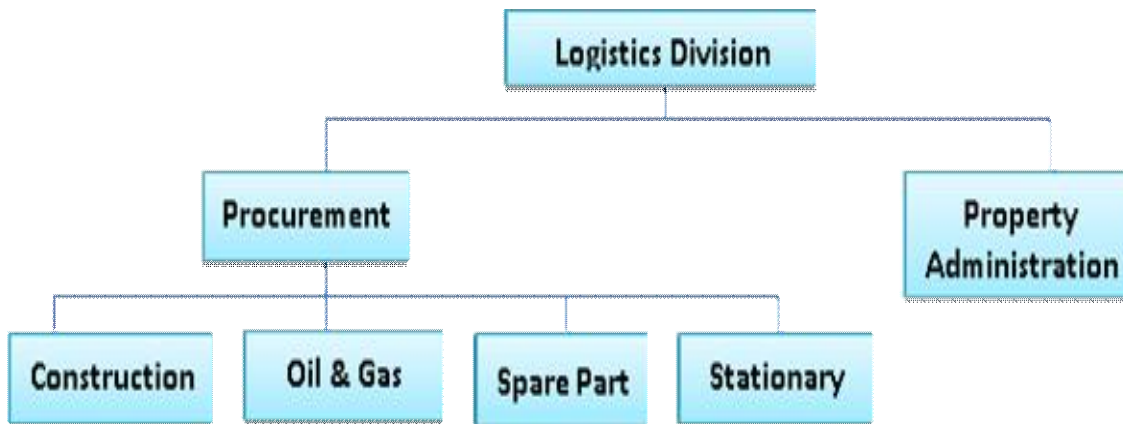 Logistics Division
Procurement
Property
Administration
Construction
Oil & Gas
Spare Part
Stationary